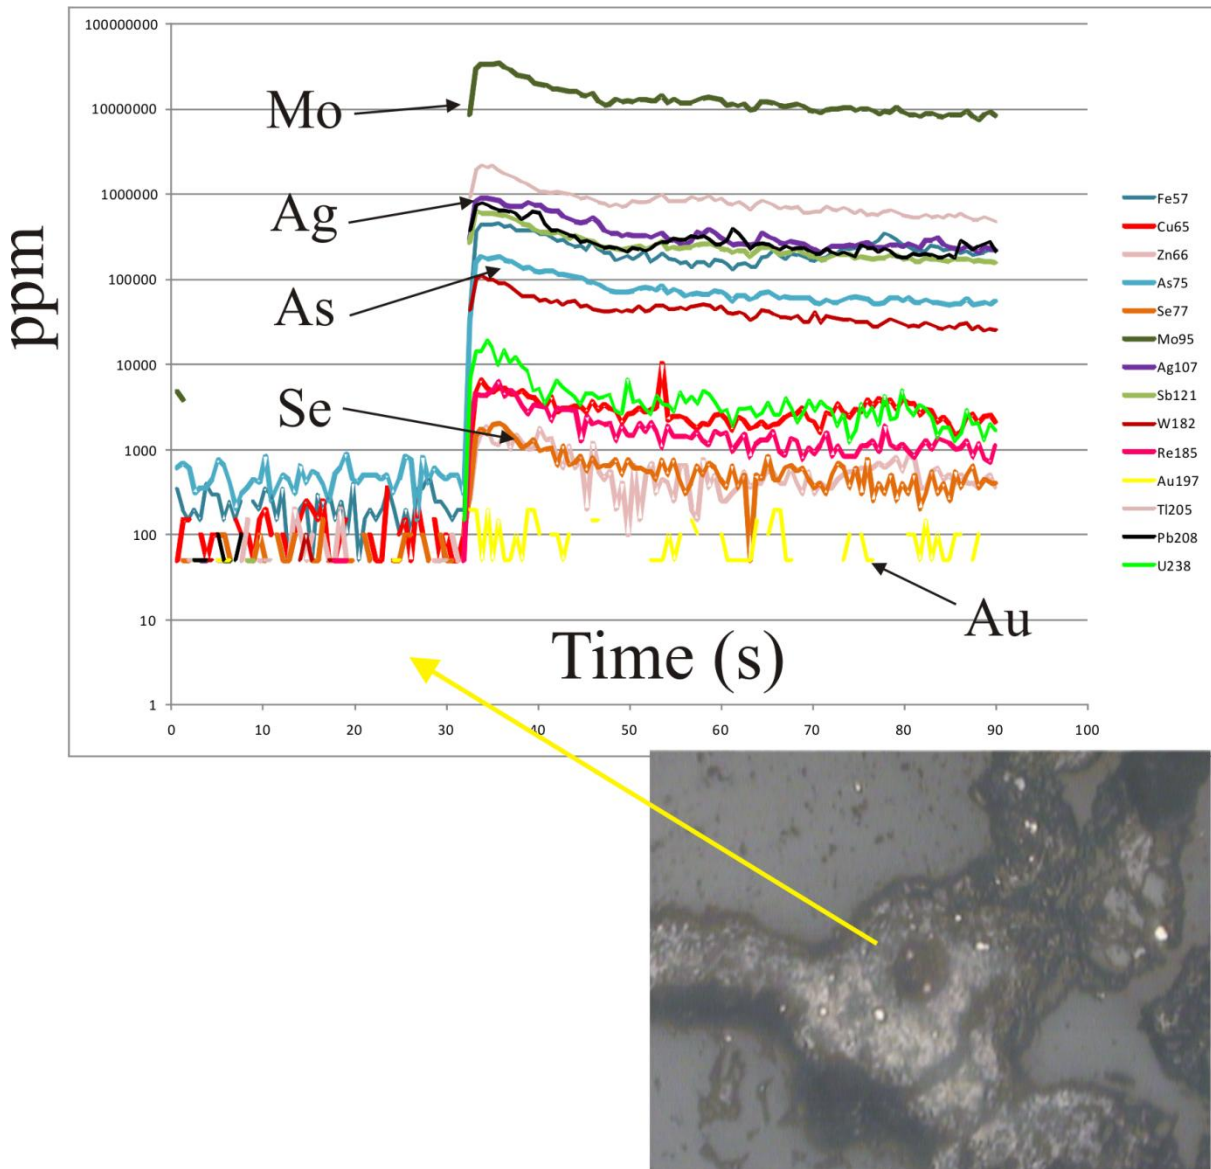 100000000
10000000
1000000
100000
10000
1000
100
10
1
ppm
Mo
Ag
As
Se
Au
Time (s)
0 10 20 30 40 50 60 70 80 90 100
Fe57
Cu65
Zn66
As75
Se77
Mo95
Ag107
Sb121
W182
Re185
Au197
Tl205
Pb208
U238